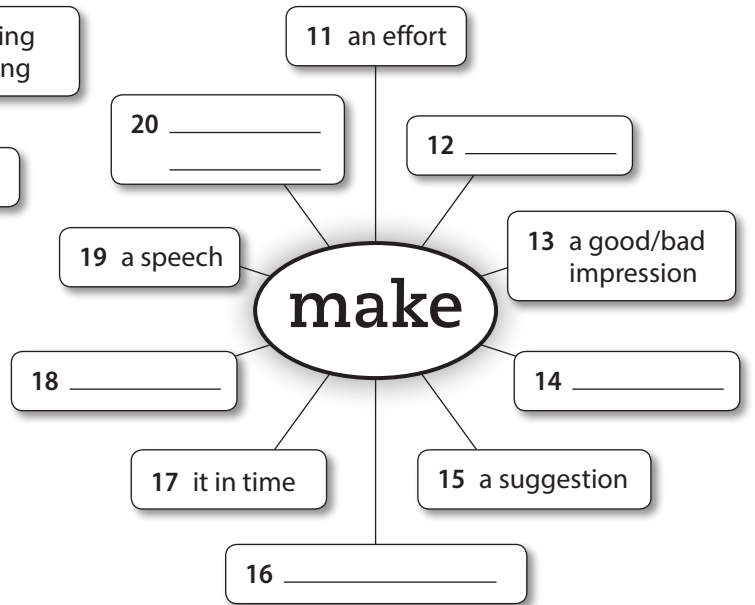 ing
ng
11 an effort
20
12
19 a speech
13 a good/bad
impression
make
18
14
17 it in time
15 a suggestion
16